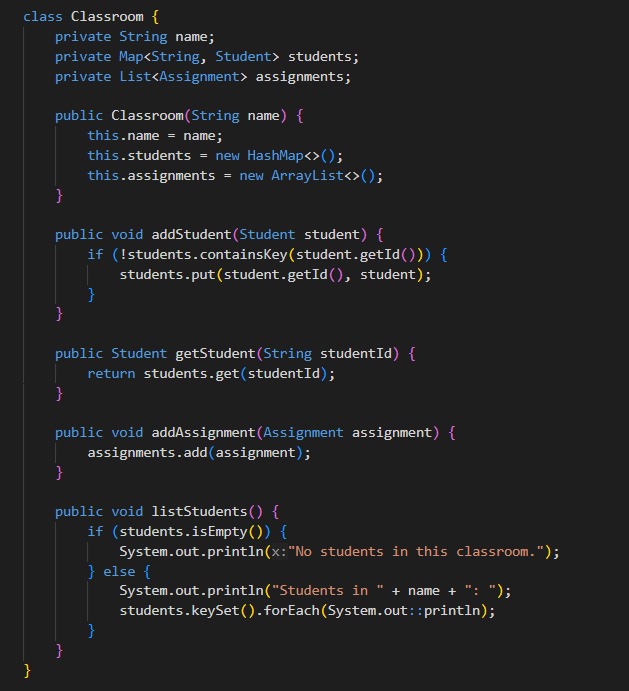 class Classroom {
    private String name;
    private Map<String, Student> students;
    private List<Assignment> assignments;

    public Classroom(String name) {
        this.name = name;
        this.students = new HashMap<>();
        this.assignments = new ArrayList<>();
    }

    public void addStudent(Student student) {
        if (!students.containsKey(student.getId())) {
            students.put(student.getId(), student);
        }
    }

    public Student getStudent(String studentId) {
        return students.get(studentId);
    }

    public void addAssignment(Assignment assignment) {
        assignments.add(assignment);
    }

    public void listStudents() {
        if (students.isEmpty()) {
            System.out.println(x:"No students in this classroom.");
        } else {
            System.out.println("Students in " + name + ": ");
            students.keySet().forEach(System.out::println);
        }
    }
}